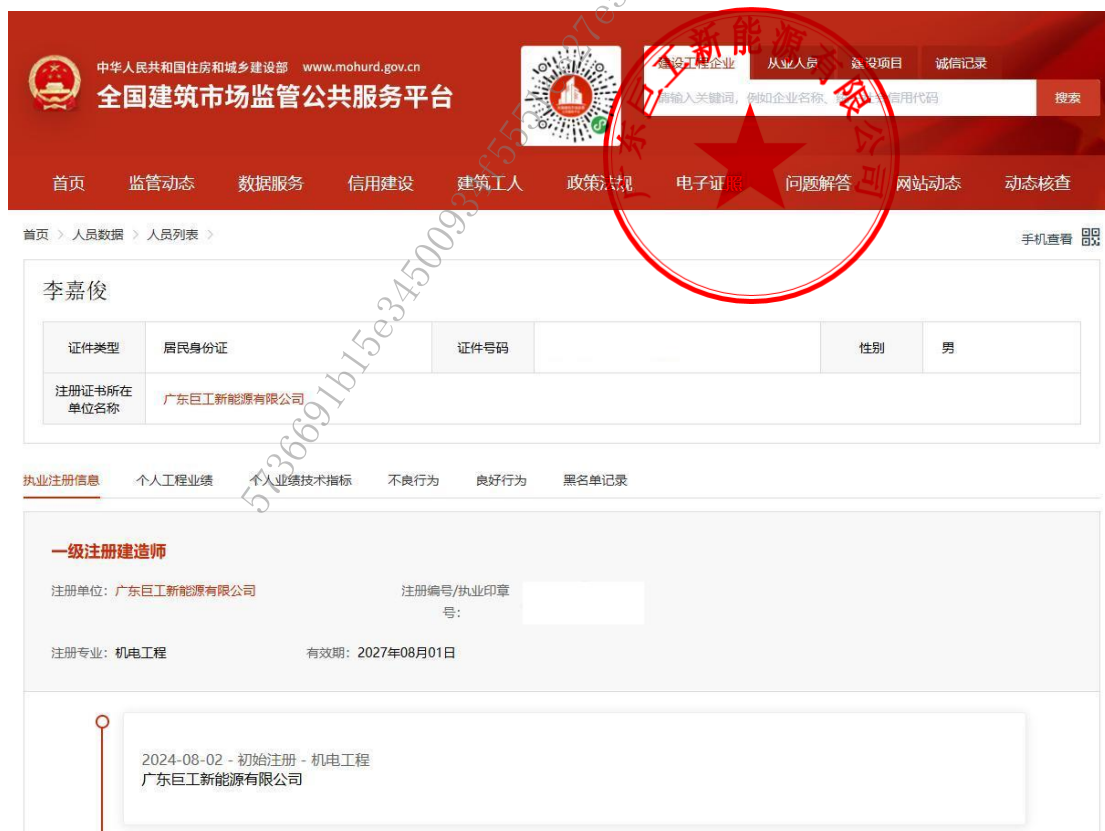 中华人民共和国住房和城乡建设部 www.mohurd.gov.cn
全国建筑市场监管公共服务平台
建设工程企业 从业人员 建设项目 诚信记录
请输入关键词，例如企业名称、 信用代码
搜索
广东巨工新能源有限公司
首页 监管动态 数据服务 信用建设 建筑工人 政策法规 电子证照 问题解答 网站动态 动态核查
首页 > 人员数据 > 人员列表 >
手机查看
李嘉俊
证件类型 居民身份证 证件号码 性别 男
注册证书所在
单位名称
广东巨工新能源有限公司
执业注册信息 个人工程业绩 个人业绩技术指标 不良行为 良好行为 黑名单记录
一级注册建造师
注册单位：广东巨工新能源有限公司 注册编号/执业印章
号：
注册专业：机电工程 有效期：2027年08月01日
2024-08-02 - 初始注册 - 机电工程
广东巨工新能源有限公司